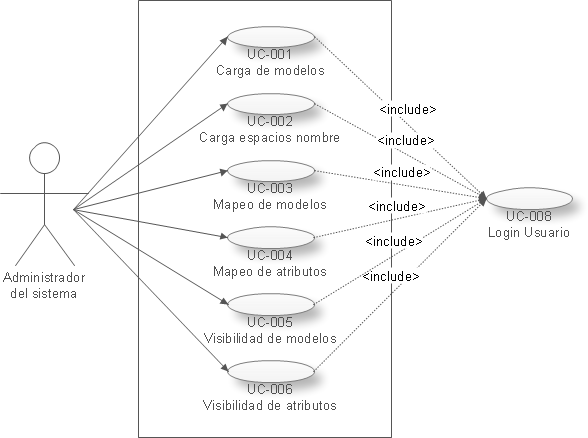 UC-001
Carga de modelos
<include>
UC-002
Carga espacios nombre
<include>
UC-003
Mapeo de modelos
<include>
UC-008
Login Usuario
<include>
UC-004
Mapeo de atributos
<include>
Administrador
del sistema
<include>
UC-005
Visibilidad de modelos
UC-006
Visibilidad de atributos